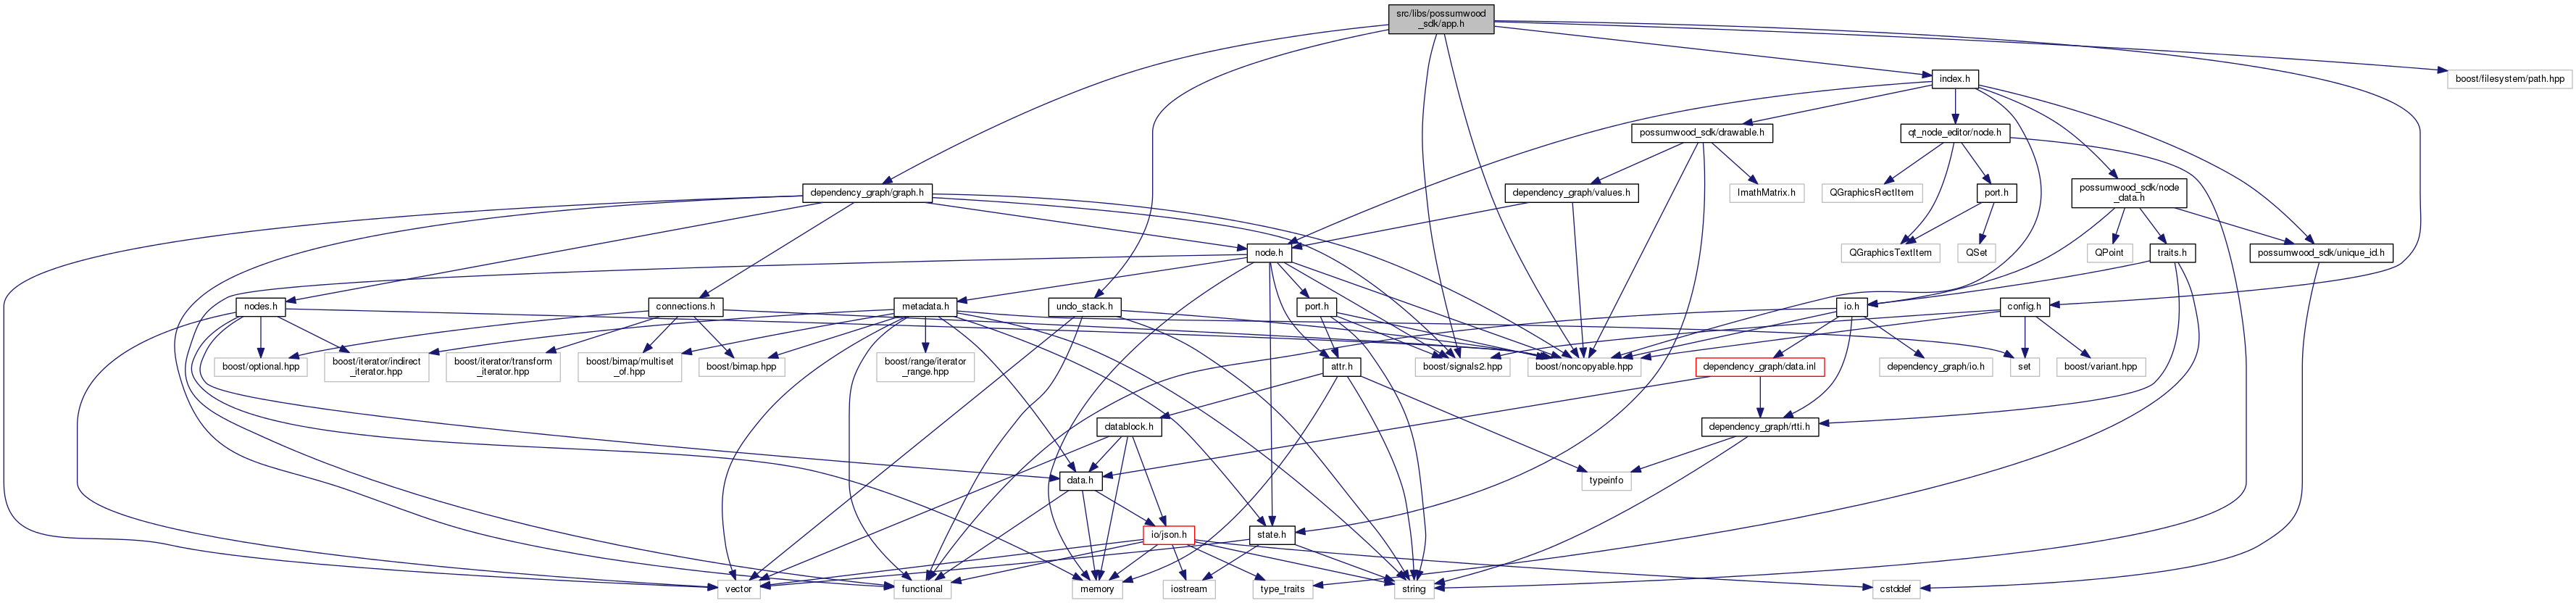 src/libs/possumwood
_sdk/app.h
index.h
boost/filesystem/path.hpp
possumwood_sdk/drawable.h
qt_node_editor/node.h
dependency_graph/graph.h
dependency_graph/values.h
ImathMatrix.h
QGraphicsRectItem
port.h
possumwood_sdk/node
_data.h
node.h
QGraphicsTextItem
QSet
QPoint
traits.h
possumwood_sdk/unique_id.h
nodes.h
connections.h
metadata.h
undo_stack.h
port.h
io.h
config.h
boost/optional.hpp
boost/iterator/indirect
_iterator.hpp
boost/iterator/transform
_iterator.hpp
boost/bimap/multiset
_of.hpp
boost/bimap.hpp
boost/range/iterator
_range.hpp
attr.h
boost/signals2.hpp
boost/noncopyable.hpp
dependency_graph/data.inl
dependency_graph/io.h
set
boost/variant.hpp
datablock.h
dependency_graph/rtti.h
data.h
typeinfo
io/json.h
state.h
vector
functional
memory
iostream
type_traits
string
cstddef